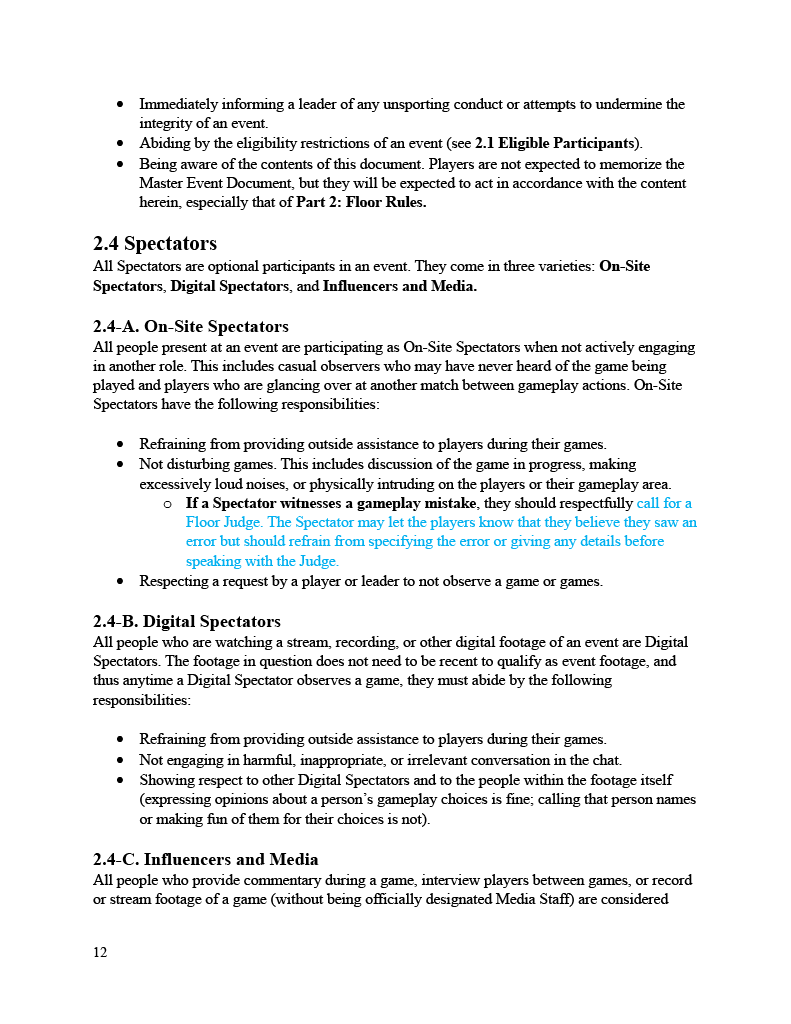 • Immediately informing a leader of any unsporting conduct or attempts to undermine the
integrity of an event.
• Abiding by the eligibility restrictions of an event (see 2.1 Eligible Participants).
• Being aware of the contents of this document. Players are not expected to memorize the
Master Event Document, but they will be expected to act in accordance with the content
herein, especially that of Part 2: Floor Rules.
2.4 Spectators
All Spectators are optional participants in an event. They come in three varieties: On-Site
Spectators, Digital Spectators, and Influencers and Media.
2.4-A. On-Site Spectators
All people present at an event are participating as On-Site Spectators when not actively engaging
in another role. This includes casual observers who may have never heard of the game being
played and players who are glancing over at another match between gameplay actions. On-Site
Spectators have the following responsibilities:
• Refraining from providing outside assistance to players during their games.
• Not disturbing games. This includes discussion of the game in progress, making
excessively loud noises, or physically intruding on the players or their gameplay area.
o If a Spectator witnesses a gameplay mistake, they should respectfully call for a
Floor Judge. The Spectator may let the players know that they believe they saw an
error but should refrain from specifying the error or giving any details before
speaking with the Judge.
• Respecting a request by a player or leader to not observe a game or games.
2.4-B. Digital Spectators
All people who are watching a stream, recording, or other digital footage of an event are Digital
Spectators. The footage in question does not need to be recent to qualify as event footage, and
thus anytime a Digital Spectator observes a game, they must abide by the following
responsibilities:
• Refraining from providing outside assistance to players during their games.
• Not engaging in harmful, inappropriate, or irrelevant conversation in the chat.
• Showing respect to other Digital Spectators and to the people within the footage itself
(expressing opinions about a person’s gameplay choices is fine; calling that person names
or making fun of them for their choices is not).
2.4-C. Influencers and Media
All people who provide commentary during a game, interview players between games, or record
or stream footage of a game (without being officially designated Media Staff) are considered
12